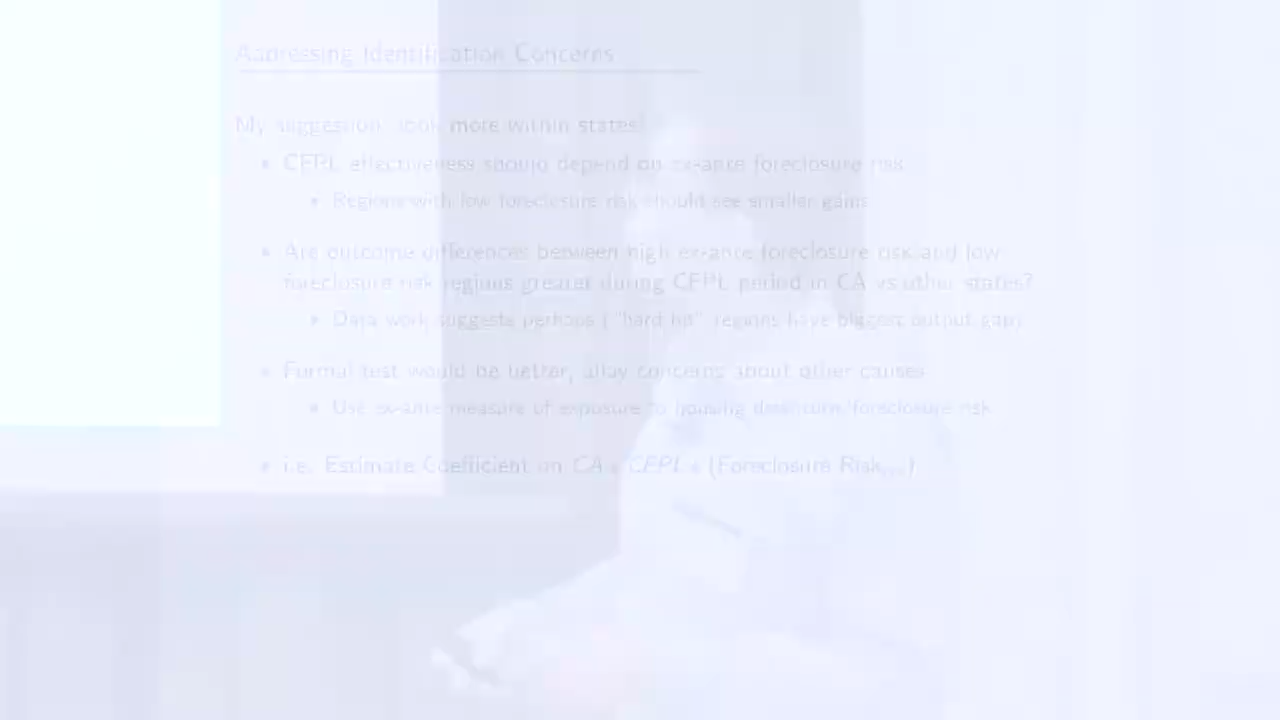 Addressing Identification Concerns
My suggestion: look more within states
• CFPL effectiveness should depend on ex-ante foreclosure risk
• Regions with low foreclosure risk should see smaller gains
• Are outcome differences between high ex-ante foreclosure risk and low
foreclosure risk regions greater during CFPL period in CA vs other states?
• Data work suggests perhaps ("hard hit" regions have biggest output gap)
• Formal test would be better, allay concerns about other causes
• Use ex-ante measure of exposure to housing downturn/foreclosure risk
• i.e. Estimate Coefficient on CA * CFPL * (Foreclosure Risk